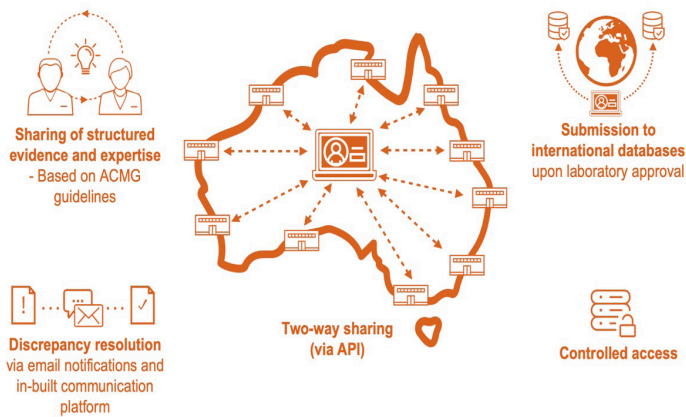 Sharing of structured
evidence and expertise
- Based on ACMG
guidelines
Submission to
international databases
upon laboratory approval
Discrepancy resolution
via email notifications and
in-built communication
platform
Two-way sharing
(via API)
Controlled access